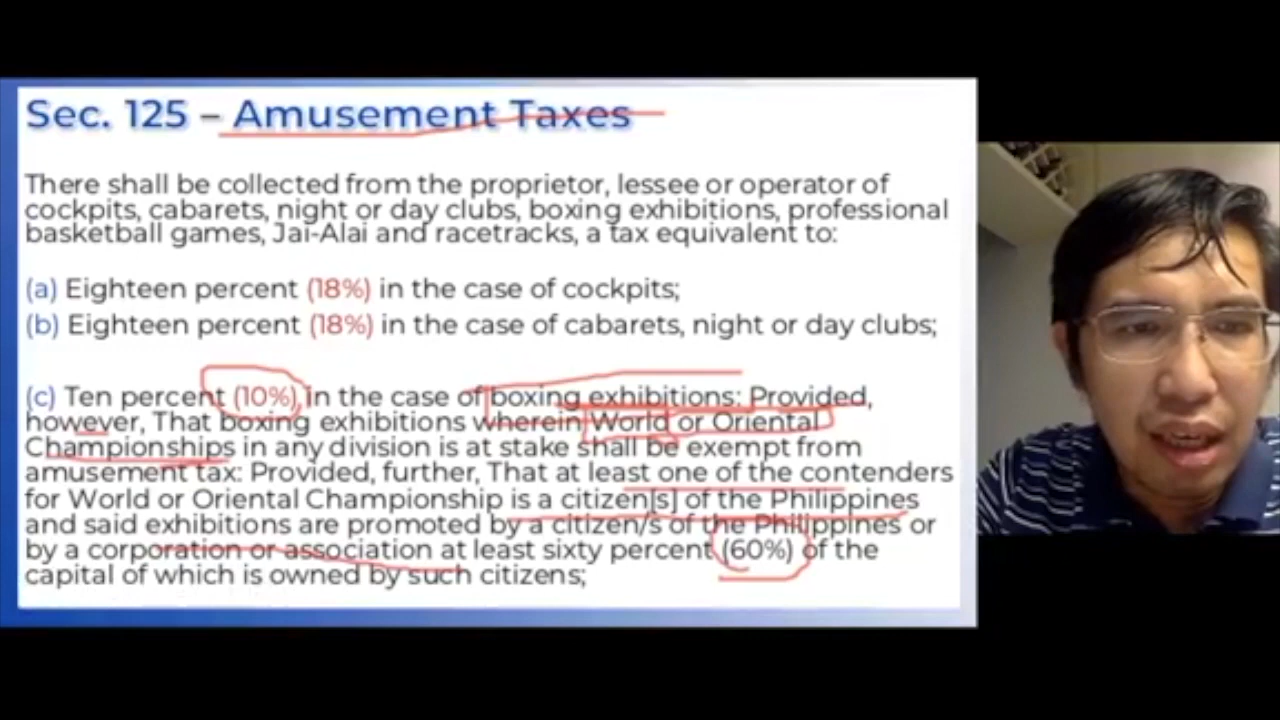 Sec. 125 – Amusement Taxes
There shall be collected from the proprietor, lessee or operator of
cockpits, cabarets, night or day clubs, boxing exhibitions, professional
basketball games, Jai-Alai and racetracks, a tax equivalent to:
(a) Eighteen percent (18%) in the case of cockpits;
(b) Eighteen percent (18%) in the case of cabarets, night or day clubs;
(c) Ten percent (10%) in the case of boxing exhibitions: Provided,
however, That boxing exhibitions wherein World or Oriental
Championships in any division is at stake shall be exempt from
amusement tax: Provided, further, That at least one of the contenders
for World or Oriental Championship is a citizen[s] of the Philippines
and said exhibitions are promoted by a citizen/s of the Philippines or
by a corporation or association at least sixty percent (60%) of the
capital of which is owned by such citizens;